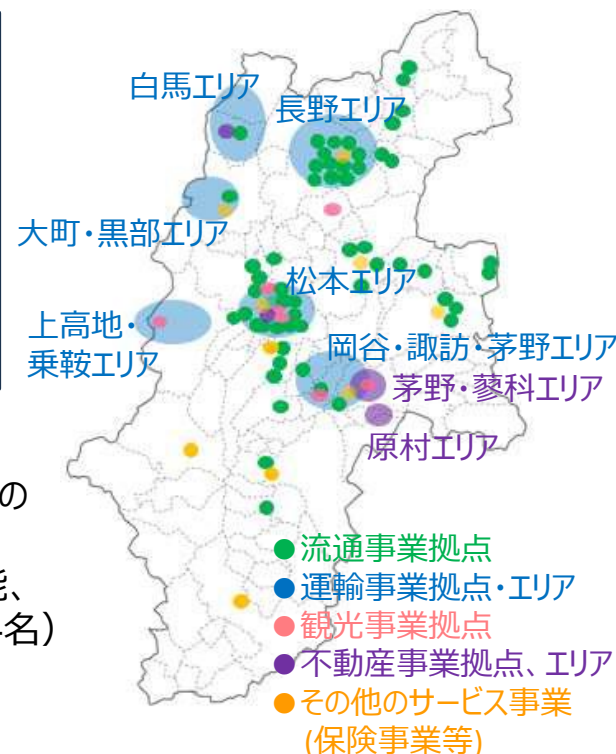 白馬エリア
長野エリア
大町・黒部エリア
松本エリア
上高地・
乗鞍エリア
岡谷・諏訪・茅野エリア
茅野・蓼科エリア
原村エリア
の
名）
●流通事業拠点
●運輸事業拠点・エリア
●観光事業拠点
●不動産事業拠点、エリア
●その他のサービス事業
(保険事業等)